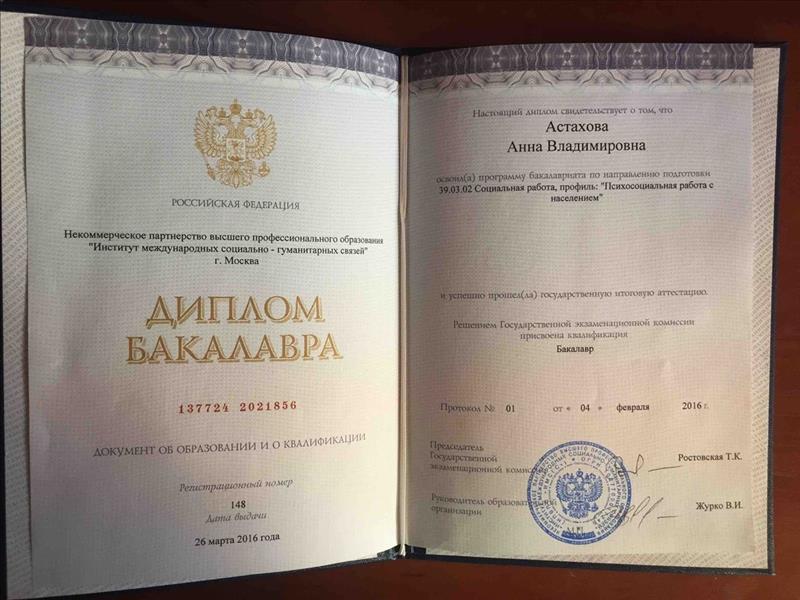 РОССИЙСКАЯ ФЕДЕРАЦИЯ
Некоммерческое партнерство высшего профессионального образования
"Институт международных социально - гуманитарных связей"
г. Москва
ДИПЛОМ
БАКАЛАВРА
137724 2021856
ДОКУМЕНТ ОБ ОБРАЗОВАНИИ И О КВАЛИФИКАЦИИ
Регистрационный номер
148
Дата выдачи
26 марта 2016 года
Настоящий диплом свидетельствует о том, что
Астахова
Анна Владимировна
освоил(а) программу бакалавриата по направлению подготовки
39.03.02 Социальная работа, профиль: "Психосоциальная работа с
населением"
и успешно прошел(ла) государственную итоговую аттестацию.
Решением Государственной экзаменационной комиссии
присвоена квалификация
Бакалавр
Протокол № 01 от « 04 » февраля 2016 г.
Председатель
Государственной
экзаменационной Ростовская Т.К.
Руководитель
организации Журко В.И.